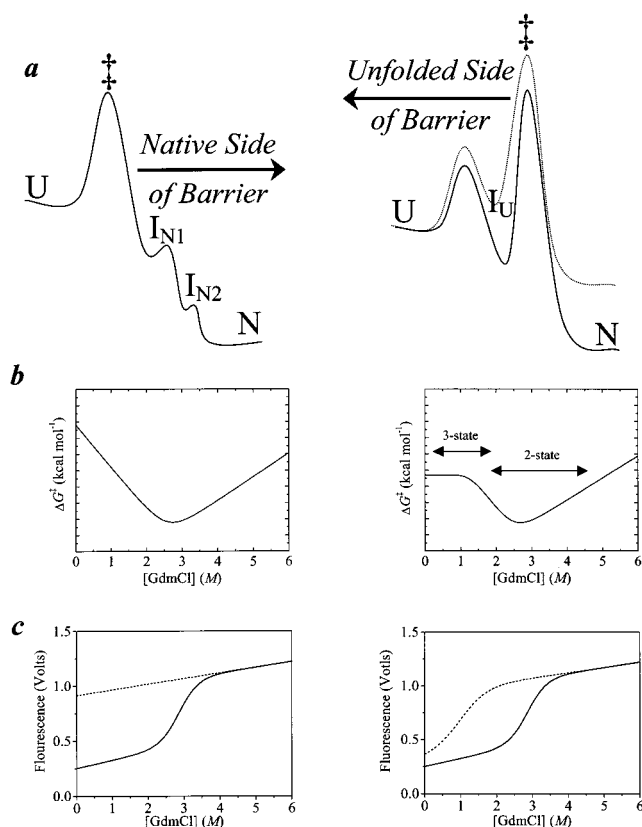 a
‡
‡
Native Side
of Barrier
Unfolded Side
of Barrier
U
I_N1
I_N2
N
U
I_U
N
b
ΔG‡ (kcal mol⁻¹)
0 1 2 3 4 5 6
[GdmCl] (M)
3-state
2-state
ΔG‡ (kcal mol⁻¹)
0 1 2 3 4 5 6
[GdmCl] (M)
c
Flourescence (Volts)
1.5
1.0
0.5
0.0
0 1 2 3 4 5 6
[GdmCl] (M)
Fluorescence (Volts)
1.5
1.0
0.5
0.0
0 1 2 3 4 5 6
[GdmCl] (M)